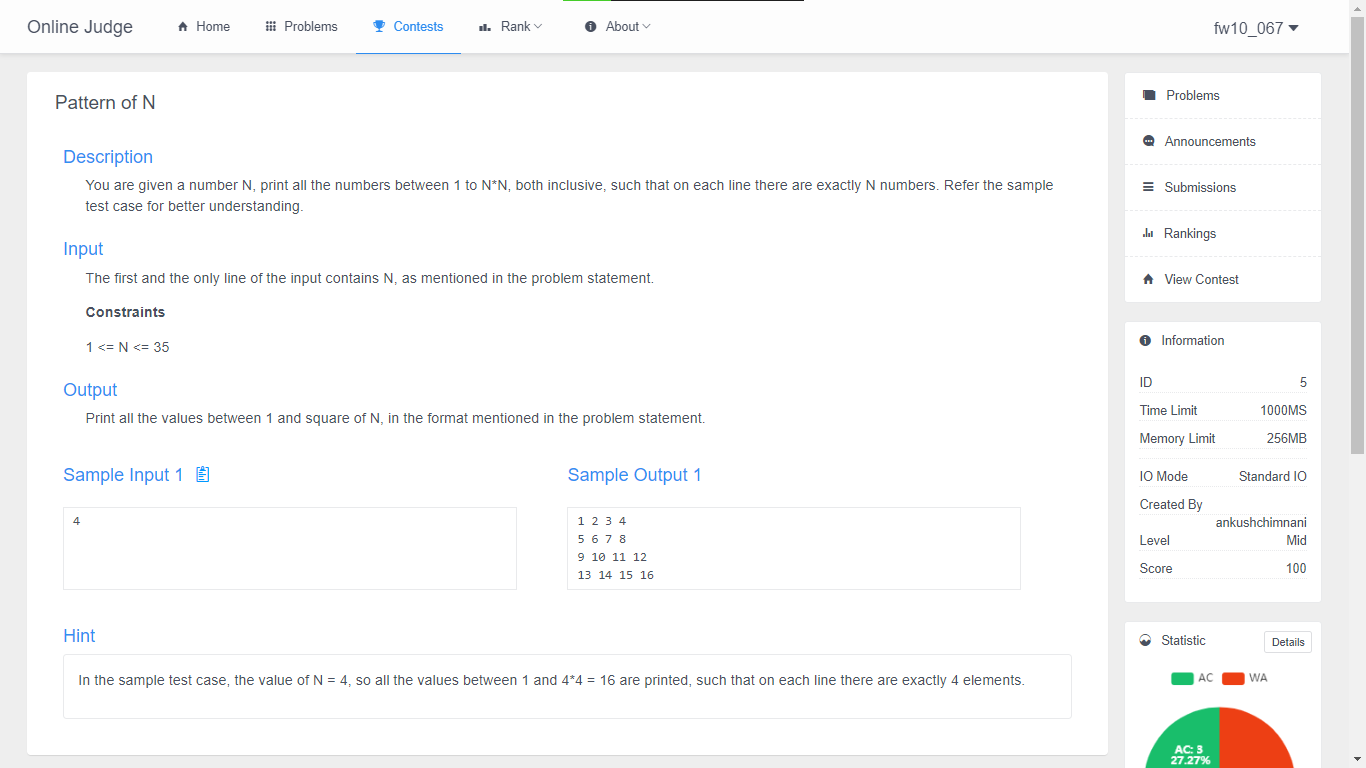 Online Judge
Home
Problems
Contests
Rank
About
fw10_067
Pattern of N
Description
You are given a number N, print all the numbers between 1 to N*N, both inclusive, such that on each line there are exactly N numbers. Refer the sample
test case for better understanding.
Input
The first and the only line of the input contains N, as mentioned in the problem statement.
Constraints
1 <= N <= 35
Output
Print all the values between 1 and square of N, in the format mentioned in the problem statement.
Sample Input 1
4
Sample Output 1
1 2 3 4
5 6 7 8
9 10 11 12
13 14 15 16
Hint
In the sample test case, the value of N = 4, so all the values between 1 and 4*4 = 16 are printed, such that on each line there are exactly 4 elements.
Problems
Announcements
Submissions
Rankings
View Contest
Information
ID 5
Time Limit 1000MS
Memory Limit 256MB
IO Mode Standard IO
Created By
ankushchimnani
Level Mid
Score 100
Statistic
Details
AC WA
AC: 3
27.27%